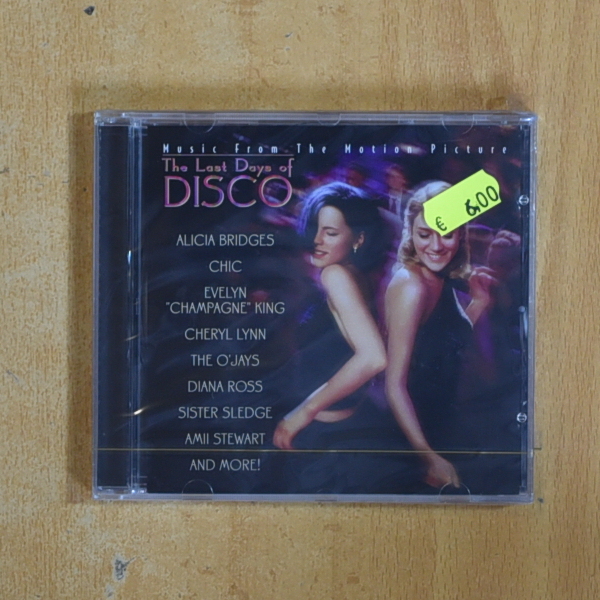 Music From The Motion Picture
The Last Days of
DISCO
€ 6,00
ALICIA BRIDGES
CHIC
EVELYN
"CHAMPAGNE" KING
CHERYL LYNN
THE O'JAYS
DIANA ROSS
SISTER SLEDGE
AMII STEWART
AND MORE!